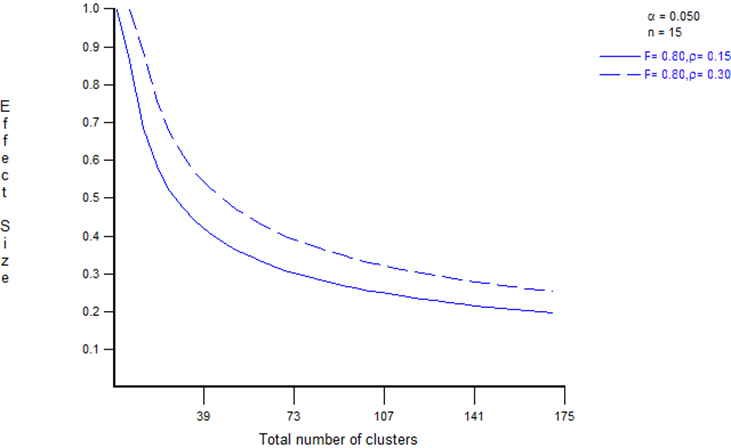 α = 0.050
n = 15
P= 0.80,ρ= 0.15
P= 0.80,ρ= 0.30
Effect Size
1.0
0.9
0.8
0.7
0.6
0.5
0.4
0.3
0.2
0.1
39 73 107 141 175
Total number of clusters